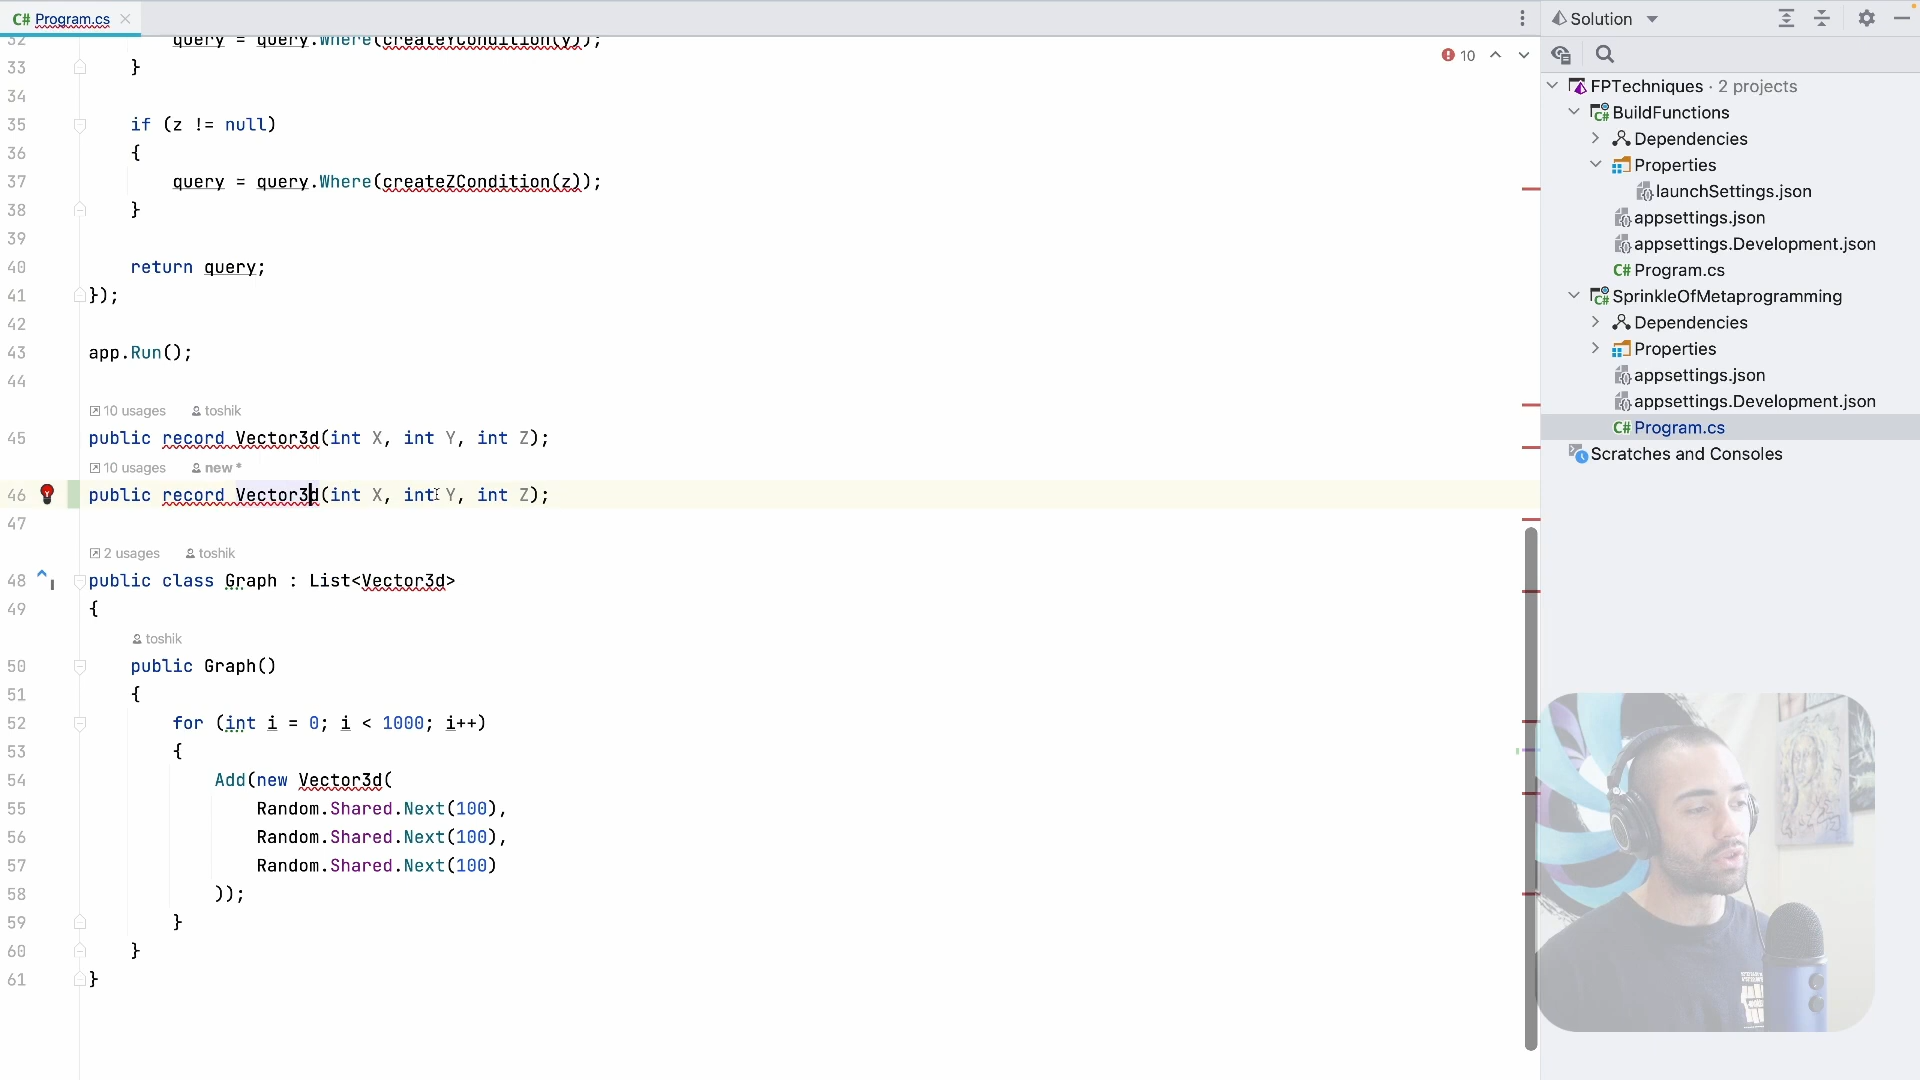 C# Program.cs
32 query = query.Where(createYCondition(y));
33 }
34
35 if (z != null)
36 {
37 query = query.Where(createZCondition(z));
38 }
39
40 return query;
41 });
42
43 app.Run();
44
10 usages toshik
45 public record Vector3d(int X, int Y, int Z);
10 usages new *
46 public record Vector3d(int X, int Y, int Z);
47
2 usages toshik
48 public class Graph : List<Vector3d>
49 {
toshik
50 public Graph()
51 {
52 for (int i = 0; i < 1000; i++)
53 {
54 Add(new Vector3d(
55 Random.Shared.Next(100),
56 Random.Shared.Next(100),
57 Random.Shared.Next(100)
58 ));
59 }
60 }
61 }
10
Solution
FPTechniques · 2 projects
C# BuildFunctions
Dependencies
Properties
launchSettings.json
appsettings.json
appsettings.Development.json
C# Program.cs
C# SprinkleOfMetaprogramming
Dependencies
Properties
appsettings.json
appsettings.Development.json
C# Program.cs
Scratches and Consoles